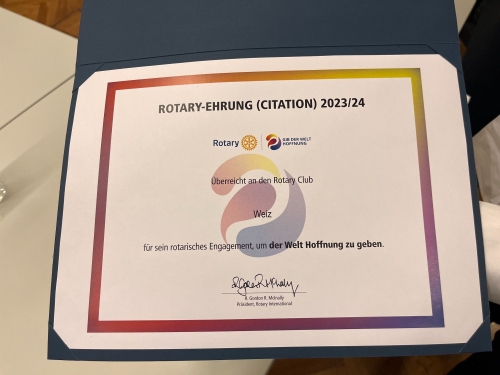 ROTARY-EHRUNG (CITATION) 2023/24
Rotary
GIB DER WELT
HOFFNUNG
Überreicht an den Rotary Club
Weiz
für sein rotarisches Engagement, um der Welt Hoffnung zu geben.
R. Gordon R. McInally
Präsident, Rotary International